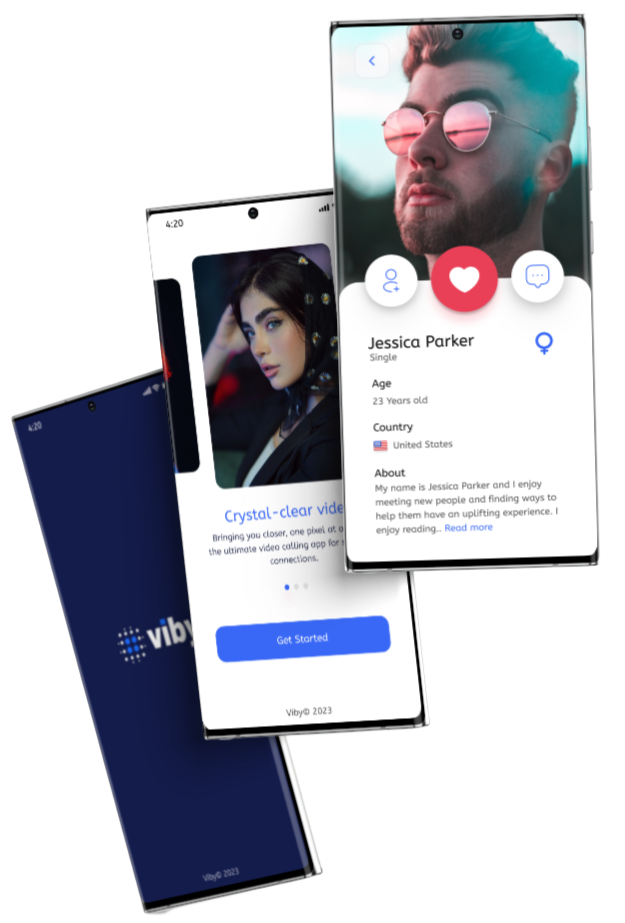 Jessica Parker
Single
Age
23 Years old
Country
United States
About
My name is Jessica Parker and I enjoy
meeting new people and finding ways to
help them have an uplifting experience. I
enjoy reading.. Read more
4:20
Crystal-clear vide
Bringing you closer, one pixel at a
the ultimate video calling app for
connections.
Get Started
Viby© 2023
4:20
viby
Viby© 2023